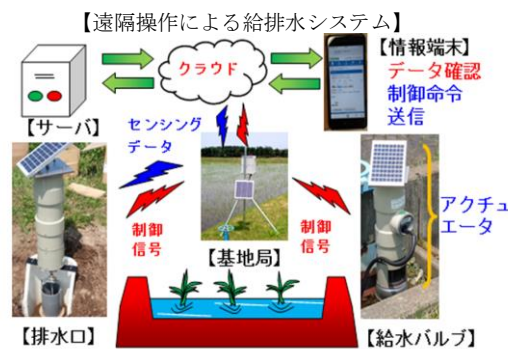 【遠隔操作による給排水システム】
クラウド
【情報端末】
データ確認
制御命令
送信
【サーバ】
センシング
データ
制御
信号
【基地局】
制御
信号
アクチュ
エータ
【排水口】
【給水バルブ】